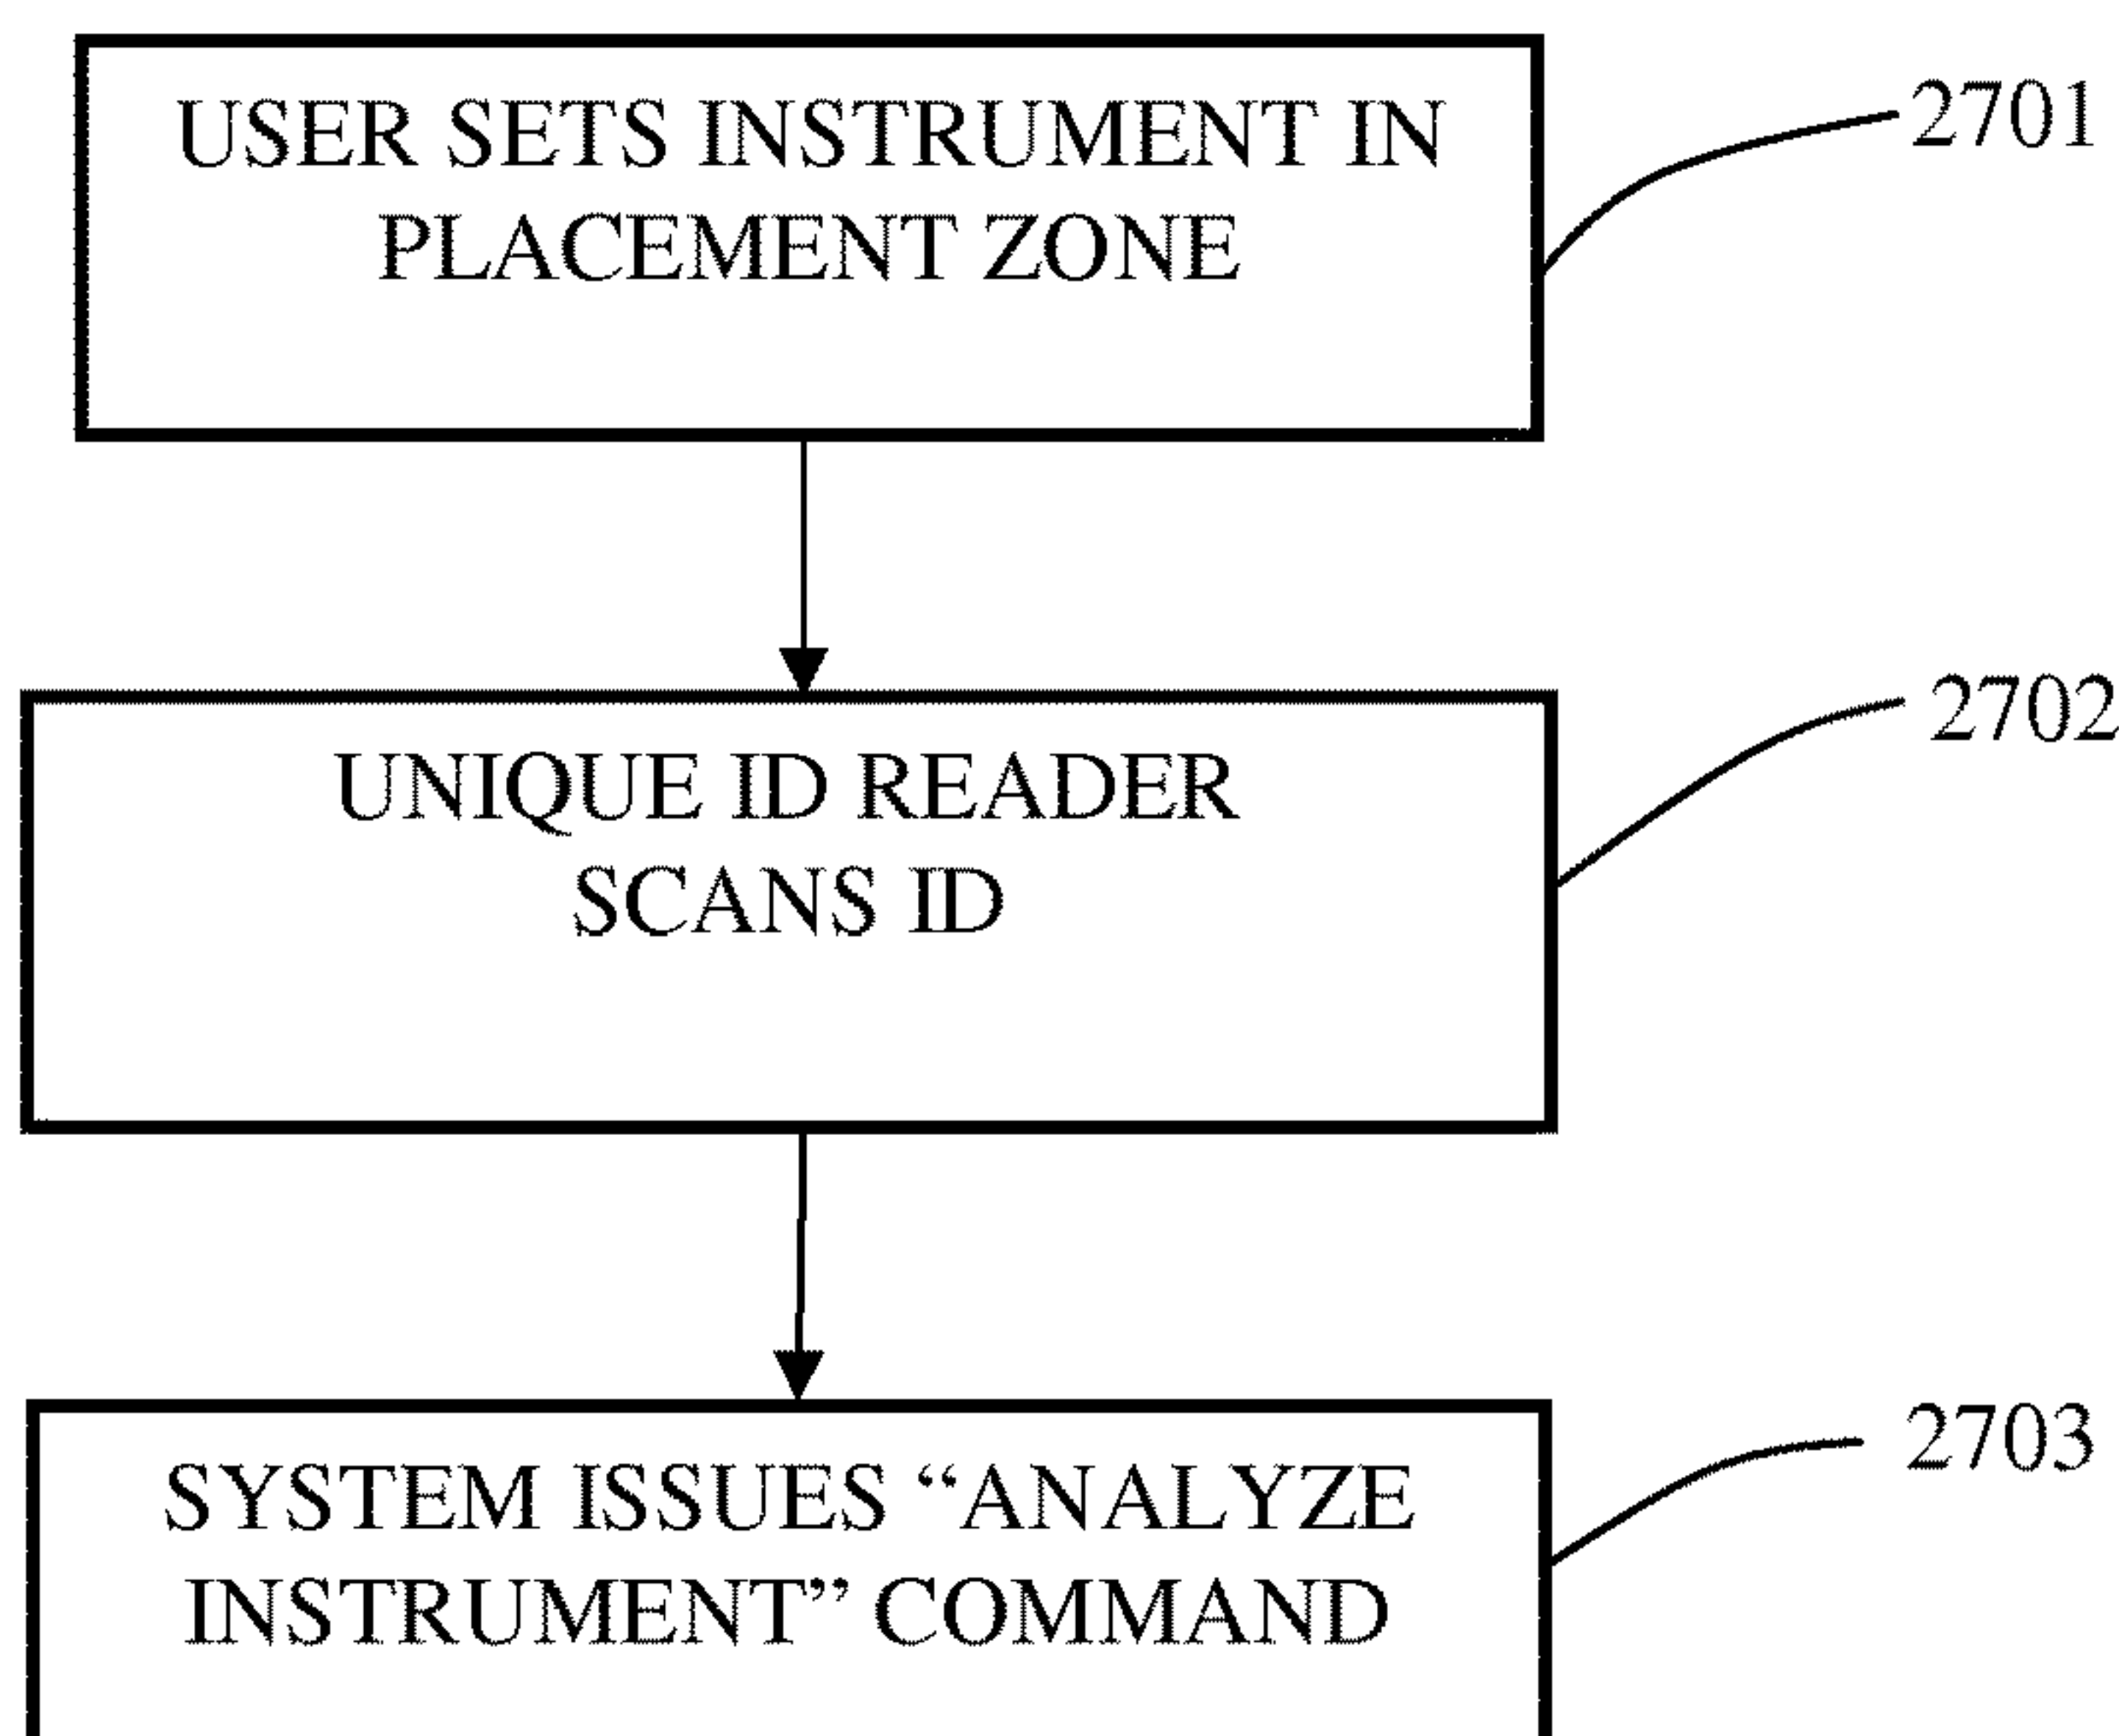 USER SETS INSTRUMENT IN
PLACEMENT ZONE
2701
UNIQUE ID READER
SCANS ID
2702
SYSTEM ISSUES “ANALYZE
INSTRUMENT” COMMAND
2703